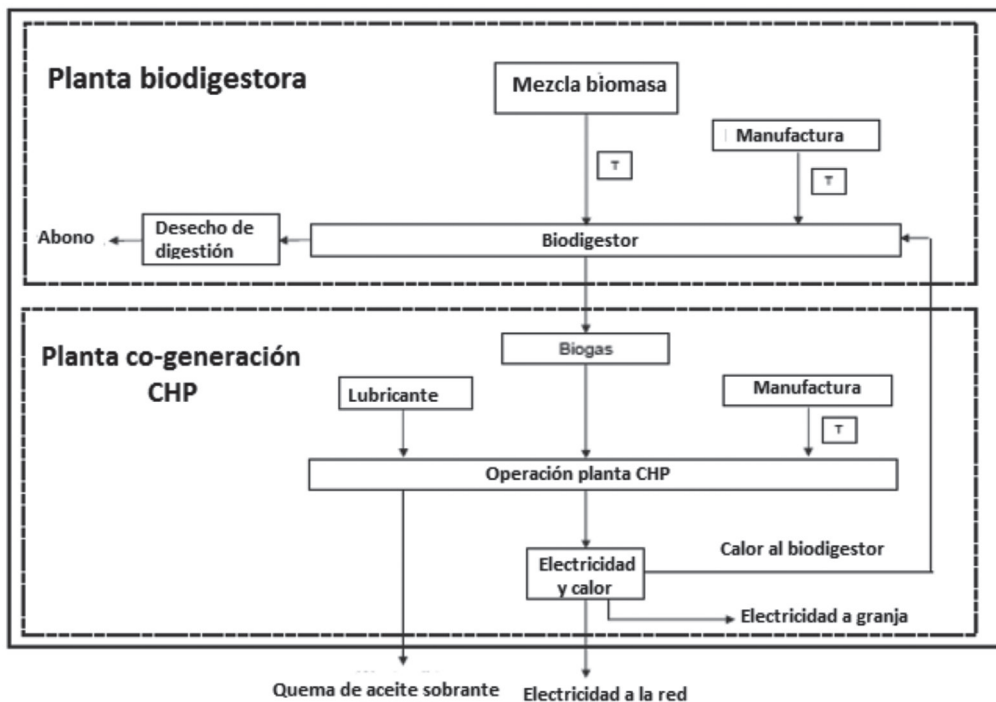 Planta biodigestora
Mezcla biomasa
Manufactura
T
T
Abono
Desecho de
digestión
Biodigestor
Planta co-generación
CHP
Biogas
Lubricante
Manufactura
T
Operación planta CHP
Electricidad
y calor
Calor al biodigestor
Electricidad a granja
Quema de aceite sobrante
Electricidad a la red